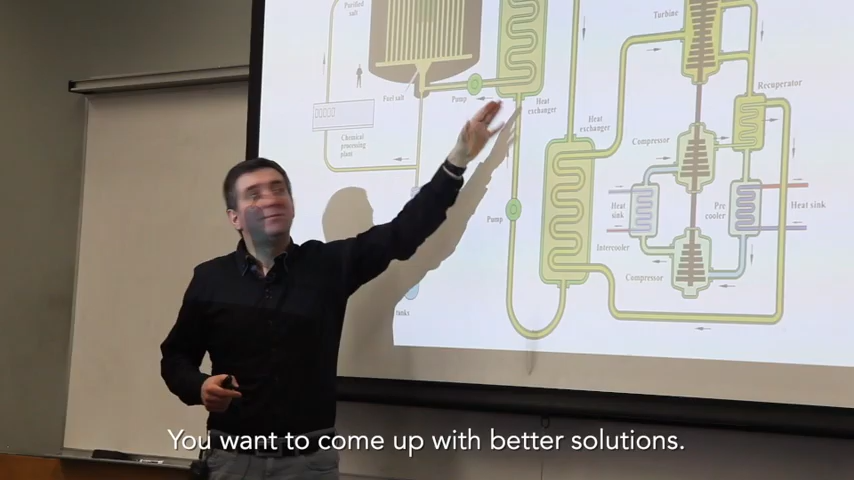 Purified
salt
Fuel salt
Chemical
processing
plant
Pump
Heat
exchanger
Heat
exchanger
Pump
Turbine
Compressor
Recuperator
Compressor
Heat
sink
Pre
cooler
Heat sink
Intercooler
Compressor
tanks
You want to come up with better solutions.